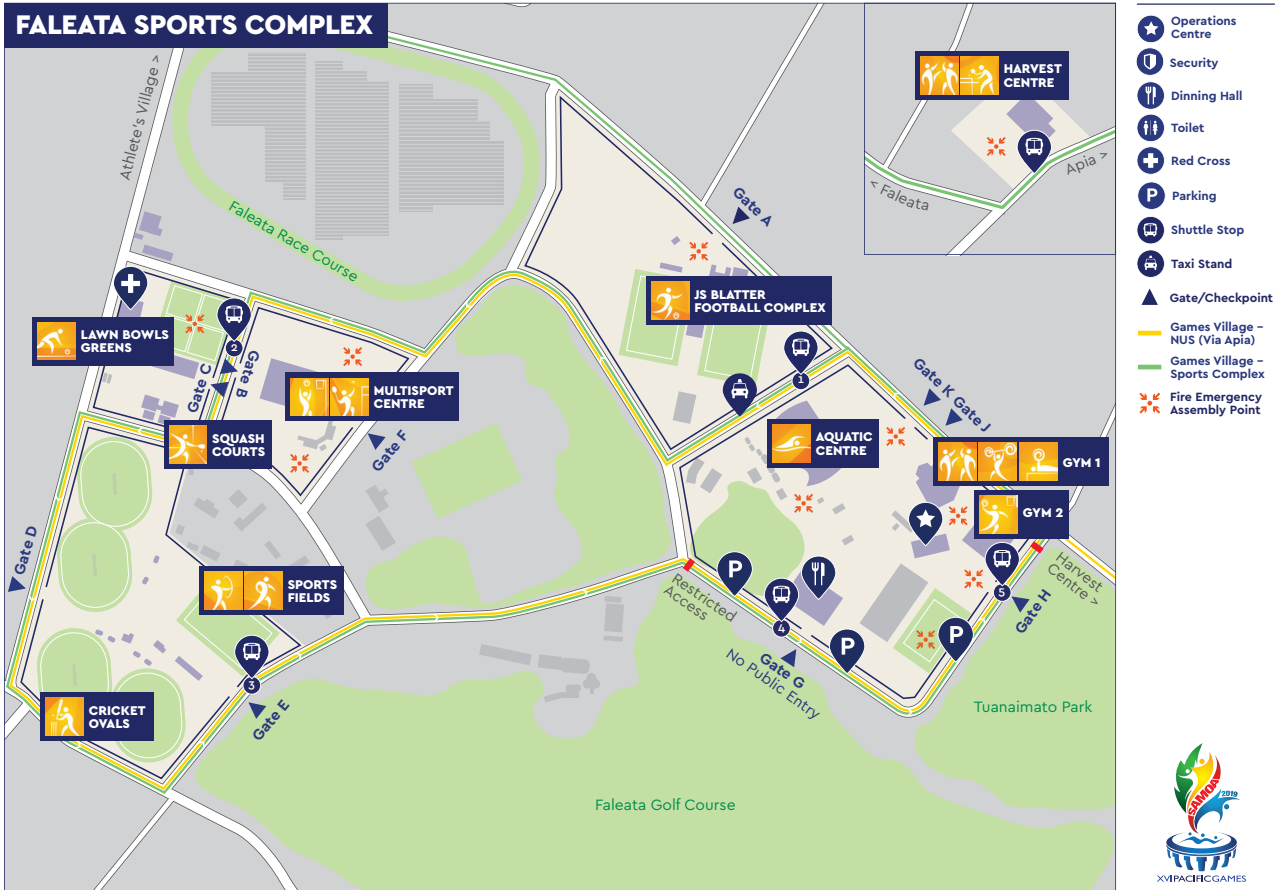 FALEATA SPORTS COMPLEX
Athlete's Village >
Faleata Race Course
HARVEST
CENTRE
< Faleata
Apia >
Gate A
JS BLATTER
FOOTBALL COMPLEX
LAWN BOWLS
GREENS
2
Gate C
Gate B
MULTISPORT
CENTRE
1
Gate K
Gate J
SQUASH
COURTS
Gate F
AQUATIC
CENTRE
GYM 1
GYM 2
Gate D
SPORTS
FIELDS
P
Restricted
Access
4
5
Harvest
Centre >
Gate H
P
P
Gate G
No Public Entry
3
Gate E
CRICKET
OVALS
Tuanaimato Park
Faleata Golf Course
Operations
Centre
Security
Dinning Hall
Toilet
Red Cross
P
Parking
Shuttle Stop
Taxi Stand
Gate/Checkpoint
Games Village –
NUS (Via Apia)
Games Village –
Sports Complex
Fire Emergency
Assembly Point
SAMOA
2019
XVI PACIFIC GAMES